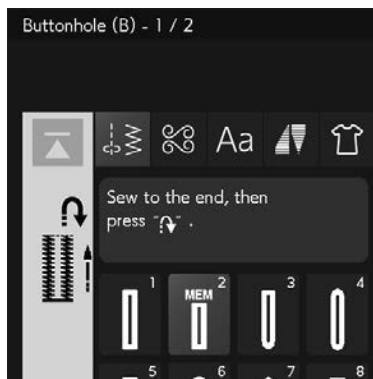 Buttonhole (B) - 1 / 2
Aa
Sew to the end, then
press " ".
1
MEM 2
3
4
5
6
7
8